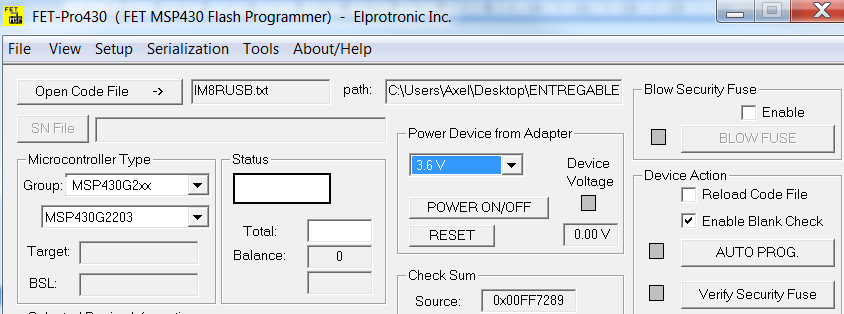 FET-Pro430 ( FET MSP430 Flash Programmer) - Elprotronic Inc.
File View Setup Serialization Tools About/Help
Open Code File -> IM8RUSB.txt path: C:\Users\Axel\Desktop\ENTREGABLE
SN File
Blow Security Fuse
Enable
BLOW FUSE
Microcontroller Type
Group: MSP430G2xx
MSP430G2203
Target:
BSL:
Status
Total:
Balance: 0
Power Device from Adapter
3.6 V
Device
Voltage
POWER ON/OFF
RESET
0.00 V
Check Sum
Source: 0x00FF7289
Device Action
Reload Code File
Enable Blank Check
AUTO PROG.
Verify Security Fuse